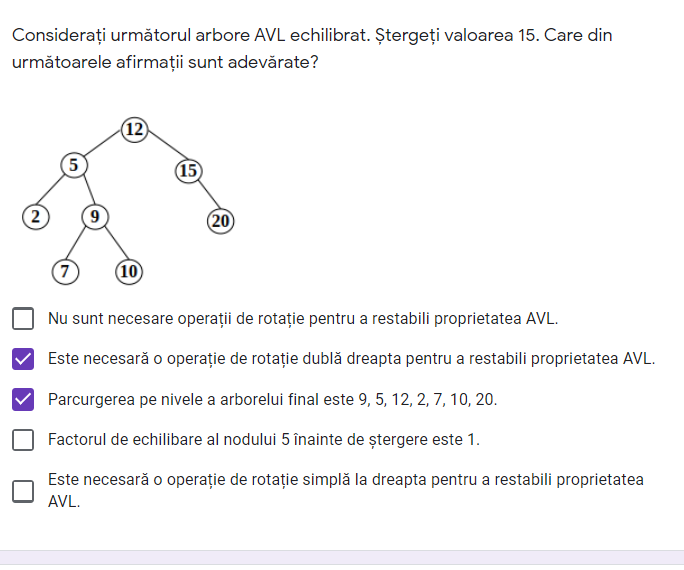 Considerați următorul arbore AVL echilibrat. Ștergeți valoarea 15. Care din
următoarele afirmații sunt adevărate?
12
5
15
2
9
20
7
10
Nu sunt necesare operații de rotație pentru a restabili proprietatea AVL.
Este necesară o operație de rotație dublă dreapta pentru a restabili proprietatea AVL.
Parcurgerea pe nivele a arborelui final este 9, 5, 12, 2, 7, 10, 20.
Factorul de echilibare al nodului 5 înainte de ștergere este 1.
Este necesară o operație de rotație simplă la dreapta pentru a restabili proprietatea
AVL.